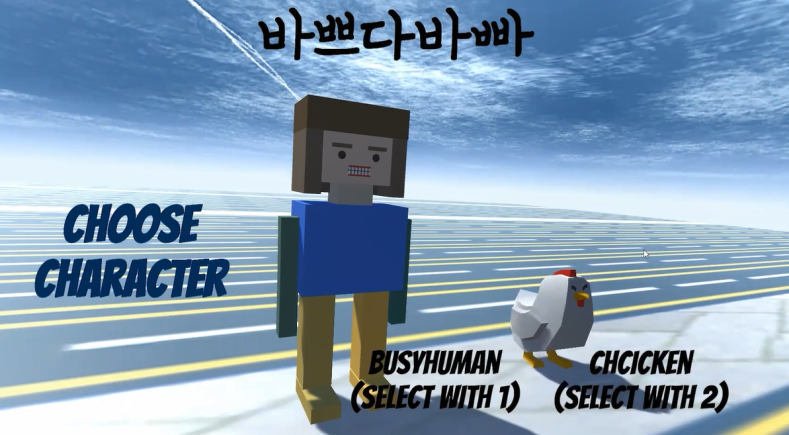 바쁘다바빠
CHOOSE
CHARACTER
BUSYHUMAN
(SELECT WITH 1)
CHCICKEN
(SELECT WITH 2)